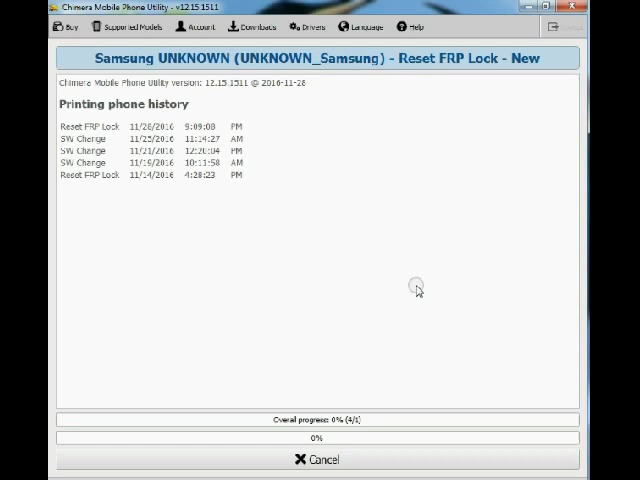 Chimera Mobile Phone Utility - v12.15.1511
Buy Supported Models Account Downloads Drivers Language Help
Samsung UNKNOWN (UNKNOWN_Samsung) - Reset FRP Lock - New
Chimera Mobile Phone Utility version: 12.15.1511 @ 2016-11-28
Printing phone history
Reset FRP Lock 11/28/2016 9:09:08 PM
SW Change 11/25/2016 11:14:27 AM
SW Change 11/21/2016 12:20:04 PM
SW Change 11/19/2016 10:11:58 AM
Reset FRP Lock 11/14/2016 4:28:23 PM
Overal progress: 0% (4/1)
0%
Cancel